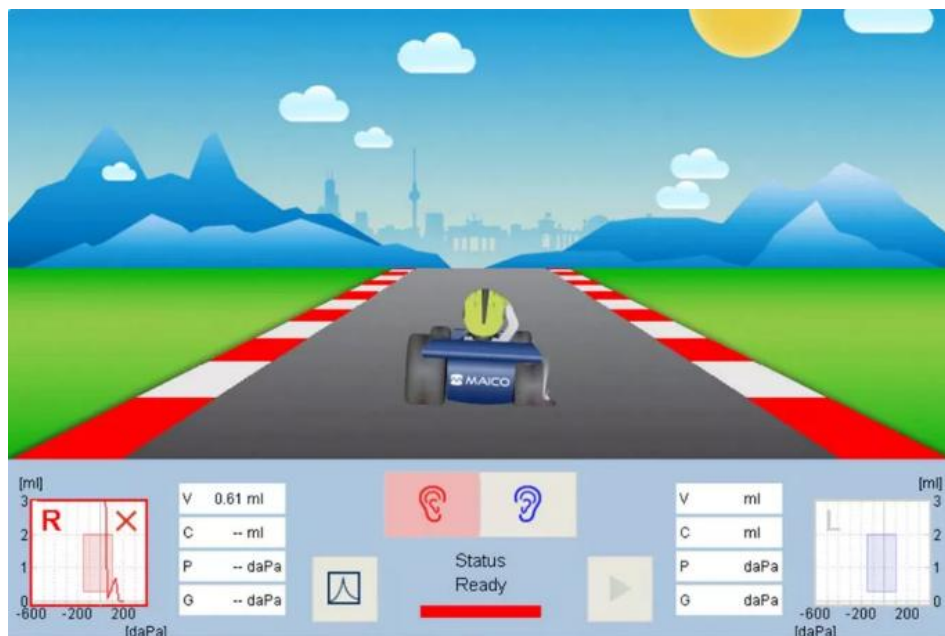 MAICO
[ml]
3
2
1
0
R
-600
-200
200
[daPa]
V 0.61 ml
C -- ml
P -- daPa
G -- daPa
Status
Ready
V ml
C ml
P daPa
G daPa
[ml]
3
2
1
0
L
-600
-200
200
[daPa]